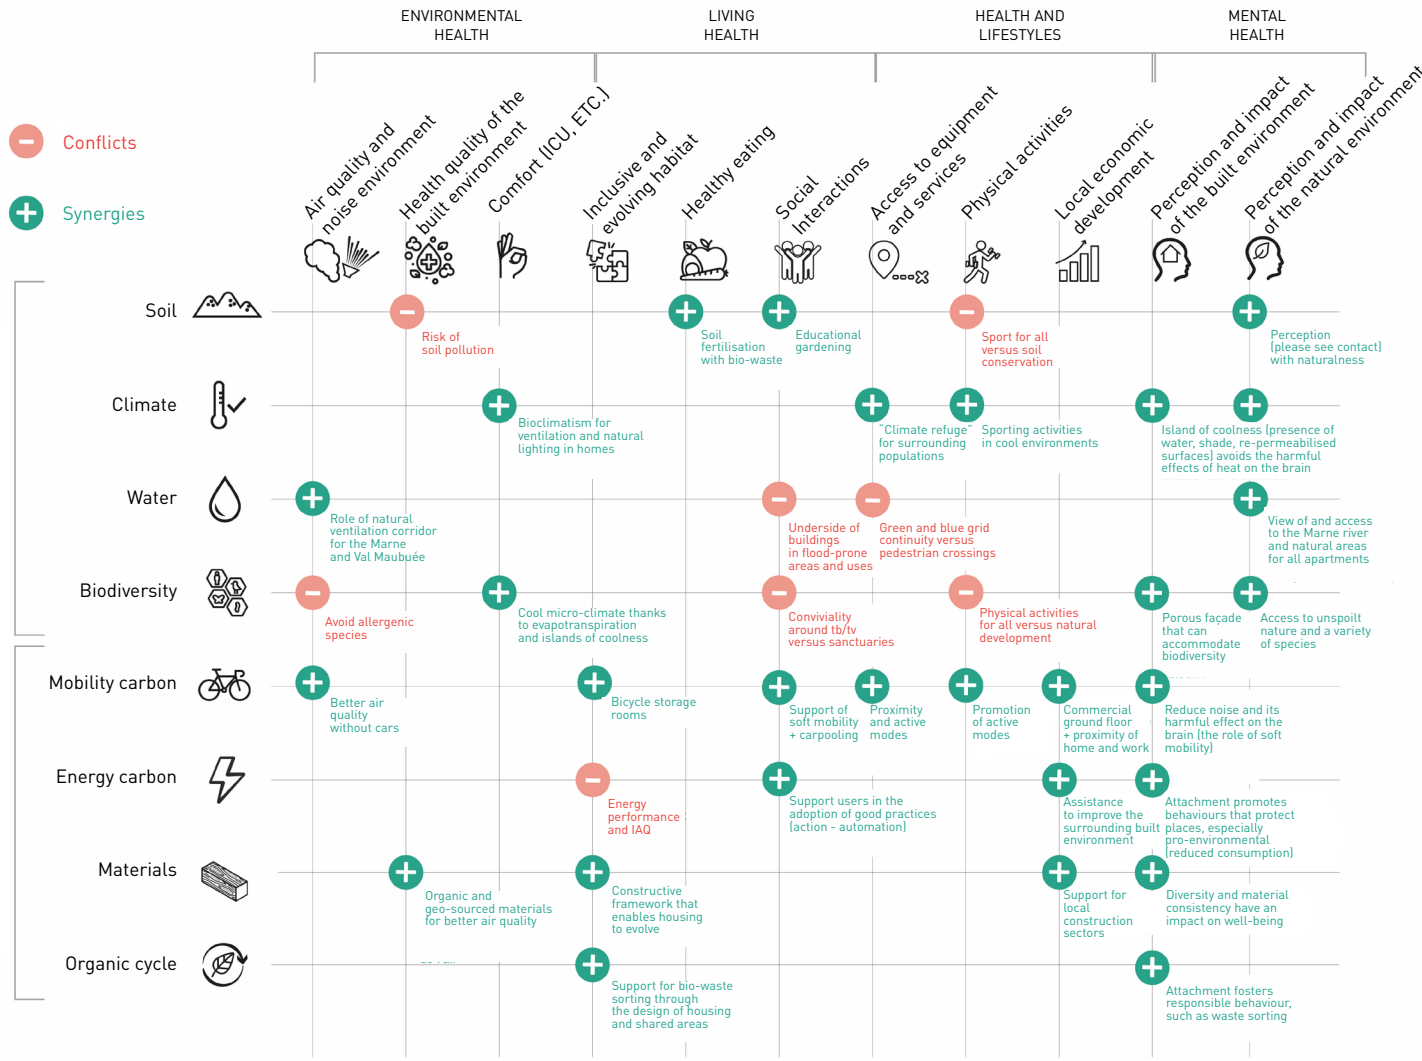 ENVIRONMENTAL
HEALTH
LIVING
HEALTH
HEALTH AND
LIFESTYLES
MENTAL
HEALTH
Conflicts
Synergies
Air quality and
noise environment
Health quality of the
built environment
Comfort (ICU, ETC.)
Inclusive and
evolving habitat
Healthy eating
Social
Interactions
Access to equipment
and services
Physical activities
Local economic
development
Perception and impact
of the built environment
Perception and impact
of the natural environment
Soil
Risk of
soil pollution
Soil
fertilisation
with bio-waste
Educational
gardening
Sport for all
versus soil
conservation
Perception
(please see contact)
with naturalness
Climate
Bioclimatism for
ventilation and natural
lighting in homes
"Climate refuge"
for surrounding
populations
Sporting activities
in cool environments
Island of coolness (presence of
water, shade, re-permeabilised
surfaces) avoids the harmful
effects of heat on the brain
Water
Role of natural
ventilation corridor
for the Marne
and Val Maubuée
Underside of
buildings
in flood-prone
areas and uses
Green and blue grid
continuity versus
pedestrian crossings
View of and access
to the Marne river
and natural areas
for all apartments
Biodiversity
Avoid allergenic
species
Cool micro-climate thanks
to evapotranspiration
and islands of coolness
Conviviality
around tb/tv
versus sanctuaries
Physical activities
for all versus natural
development
Porous façade
that can
accommodate
biodiversity
Access to unspoilt
nature and a variety
of species
Mobility carbon
Better air
quality
without cars
Bicycle storage
rooms
Support of
soft mobility
+ carpooling
Proximity
and active
modes
Promotion
of active
modes
Commercial
ground floor
+ proximity of
home and work
Reduce noise and its
harmful effect on the
brain (the role of soft
mobility)
Energy carbon
Energy
performance
and IAQ
Support users in the
adoption of good practices
(action - automation)
Assistance
to improve the
surrounding built
environment
Attachment promotes
behaviours that protect
places, especially
pro-environmental
(reduced consumption)
Materials
Organic and
geo-sourced materials
for better air quality
Constructive
framework that
enables housing
to evolve
Support for
local
construction
sectors
Diversity and material
consistency have an
impact on well-being
Organic cycle
Support for bio-waste
sorting through
the design of housing
and shared areas
Attachment fosters
responsible behaviour,
such as waste sorting